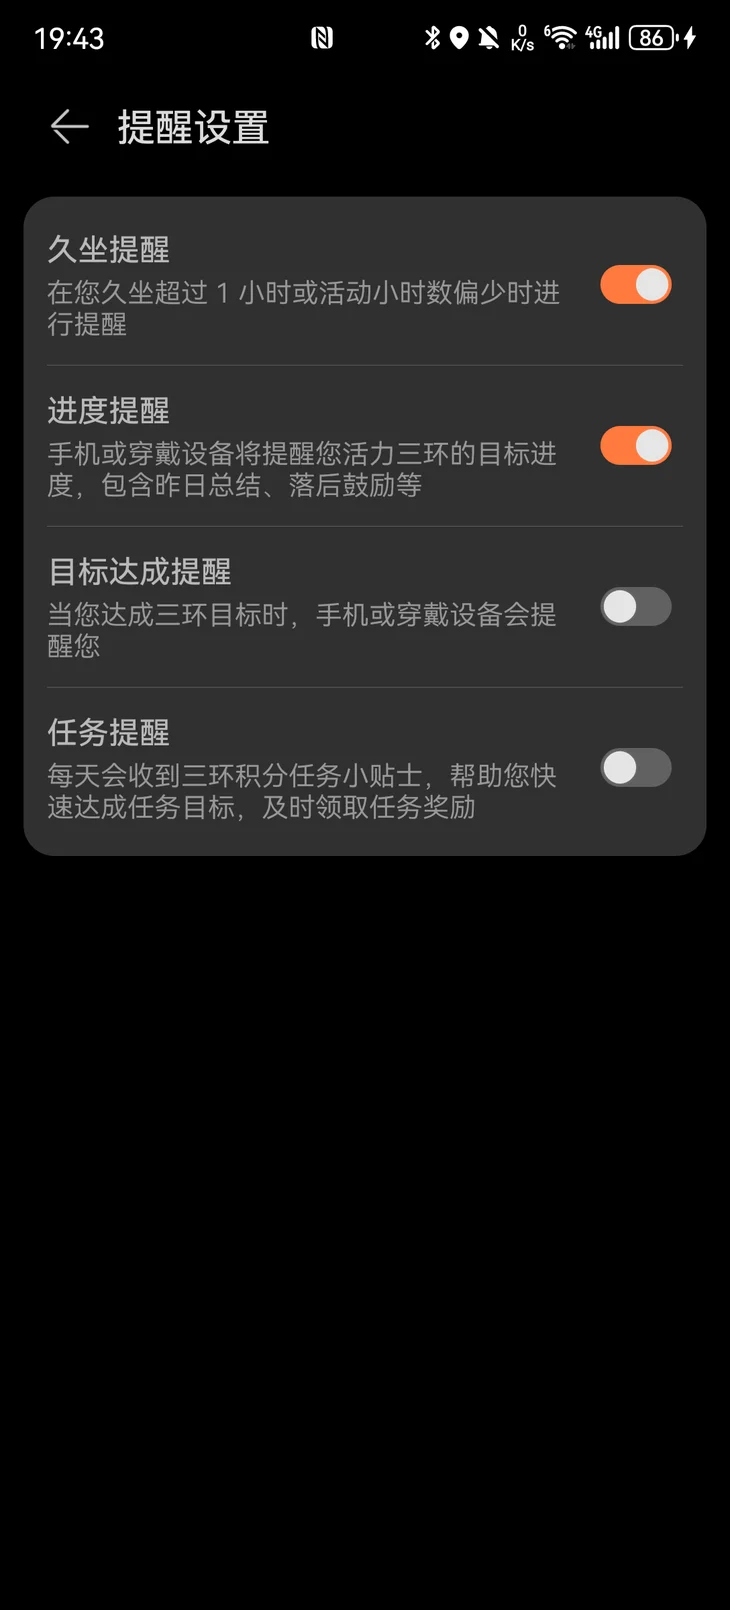 19:43
0
K/s
6
4G
86
提醒设置
久坐提醒
在您久坐超过 1 小时或活动小时数偏少时进
行提醒
进度提醒
手机或穿戴设备将提醒您活力三环的目标进
度，包含昨日总结、落后鼓励等
目标达成提醒
当您达成三环目标时，手机或穿戴设备会提
醒您
任务提醒
每天会收到三环积分任务小贴士，帮助您快
速达成任务目标，及时领取任务奖励